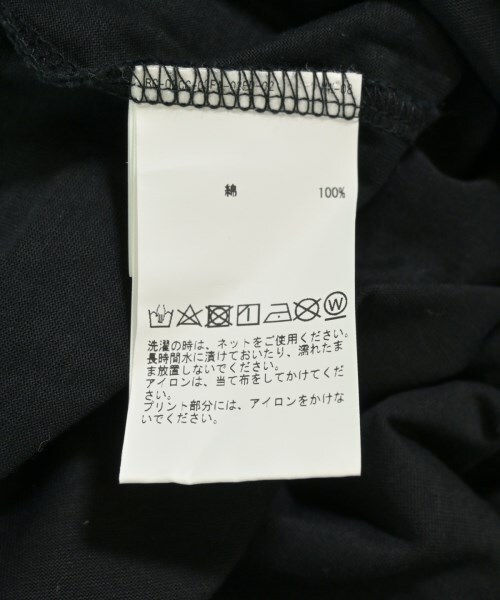 綿 100%
洗濯の時は、ネットをご使用ください。
長時間水に漬けておいたり、濡れたま
ま放置しないでください。
アイロンは、当て布をしてかけてくだ
さい。
プリント部分には、アイロンをかけな
いでください。